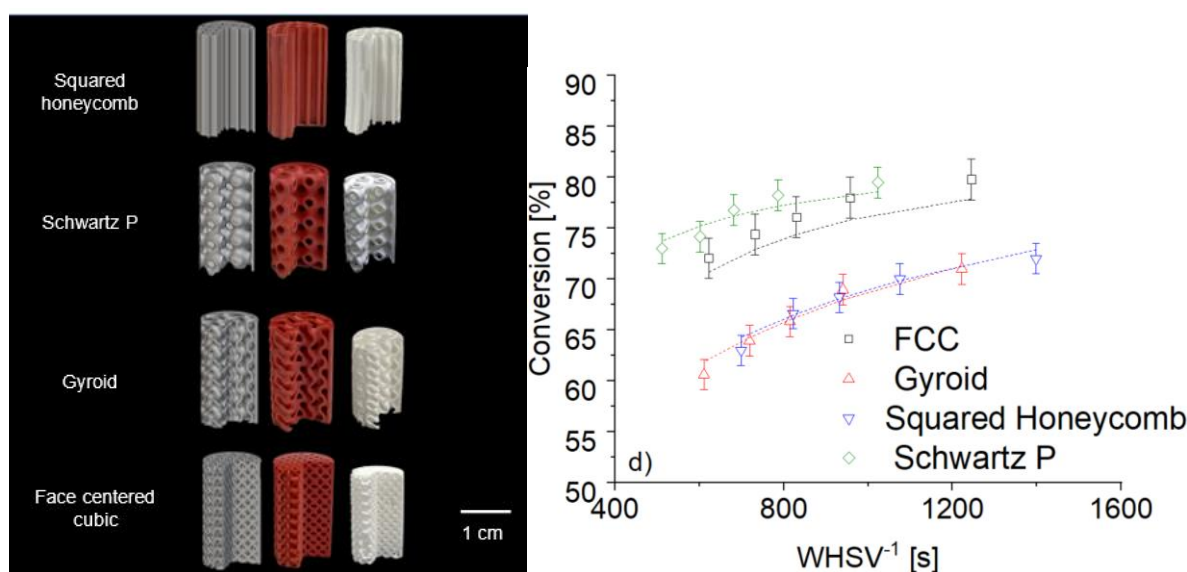 Squared
honeycomb
Schwartz P
Gyroid
Face centered
cubic
1 cm
Conversion [%]
90
85
80
75
70
65
60
55
50
400
800
1200
1600
WHSV⁻¹ [s]
d)
FCC
Gyroid
Squared Honeycomb
Schwartz P